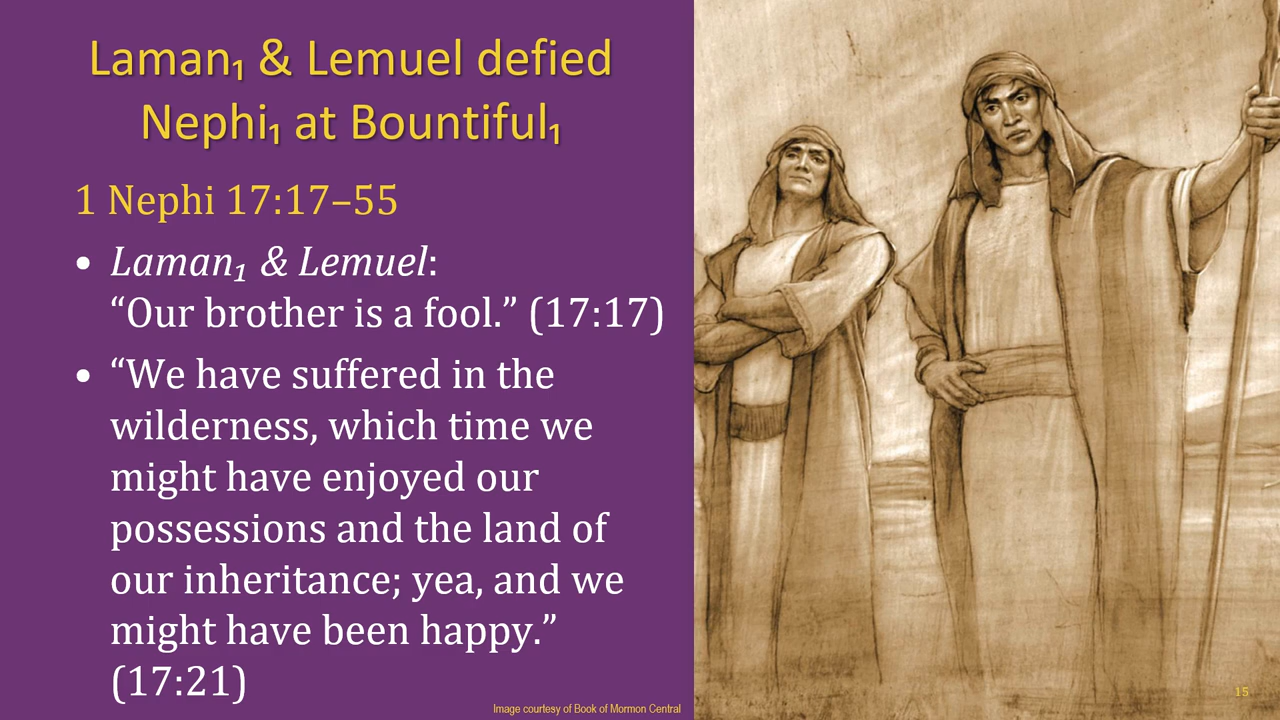 Laman₁ & Lemuel defied
Nephi₁ at Bountiful₁
1 Nephi 17:17–55
• Laman₁ & Lemuel:
“Our brother is a fool.” (17:17)
• “We have suffered in the
wilderness, which time we
might have enjoyed our
possessions and the land of
our inheritance; yea, and we
might have been happy.”
(17:21)
Image courtesy of Book of Mormon Central
15